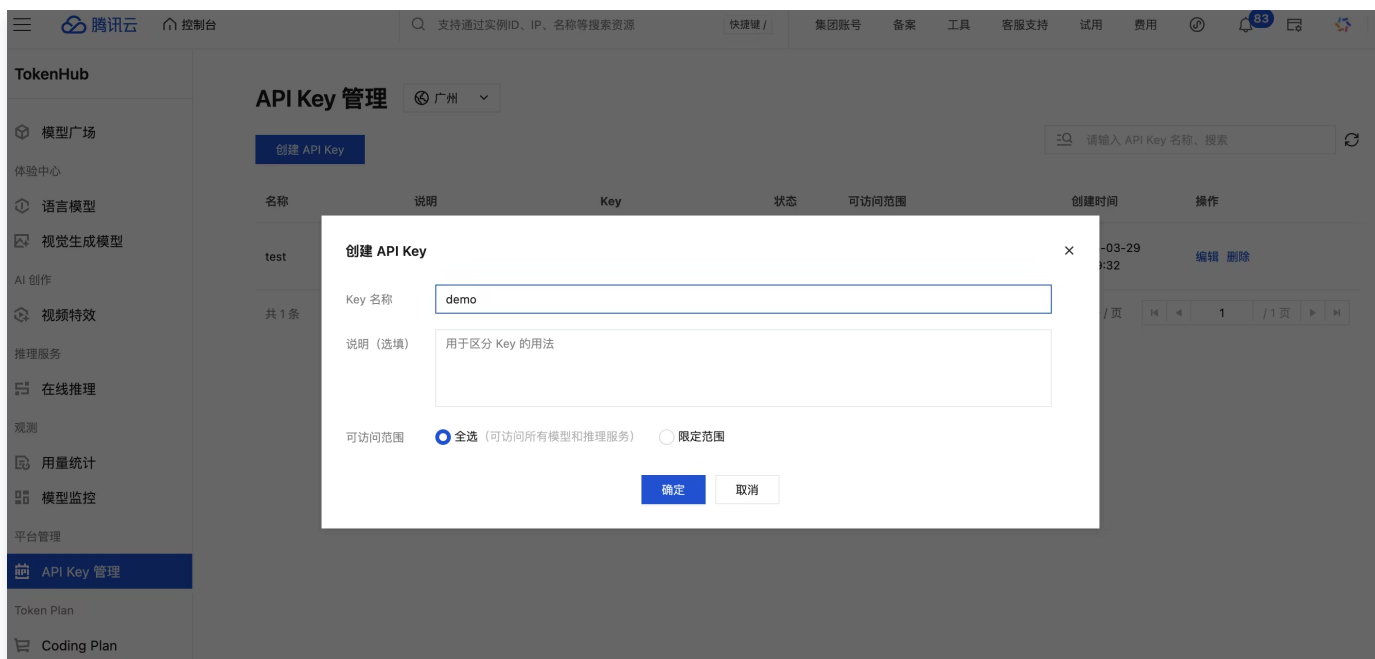 腾讯云 控制台 支持通过实例ID、IP、名称等搜索资源 快捷键 / 集团账号 备案 工具 客服支持 试用 费用 83
TokenHub
API Key 管理 广州
模型广场
创建 API Key 请输入 API Key 名称、搜索
体验中心
语言模型
名称 说明 Key 状态 可访问范围 创建时间 操作
视觉生成模型
test -03-29 编辑 删除
:32
AI 创作
视频特效
共 1 条 / 页 1 / 1 页
推理服务
在线推理
观测
用量统计
模型监控
平台管理
API Key 管理
Token Plan
Coding Plan
创建 API Key
Key 名称 demo
说明（选填） 用于区分 Key 的用法
可访问范围 全选（可访问所有模型和推理服务） 限定范围
确定 取消